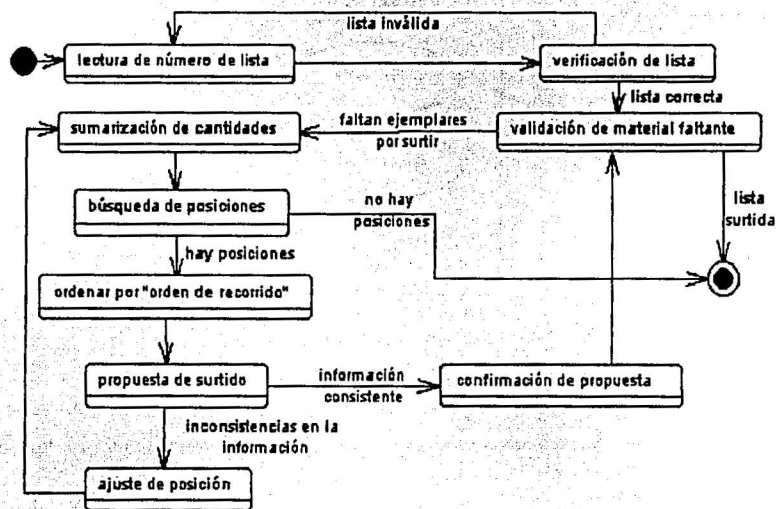 lista inválida
lectura de número de lista
verificación de lista
lista correcta
sumarización de cantidades
faltan ejemplares
por surtir
validación de material faltante
búsqueda de posiciones
no hay
posiciones
lista
surtida
hay posiciones
ordenar por "orden de recorrido"
propuesta de surtido
información
consistente
confirmación de propuesta
inconsistencias en la
información
ajúste de posición